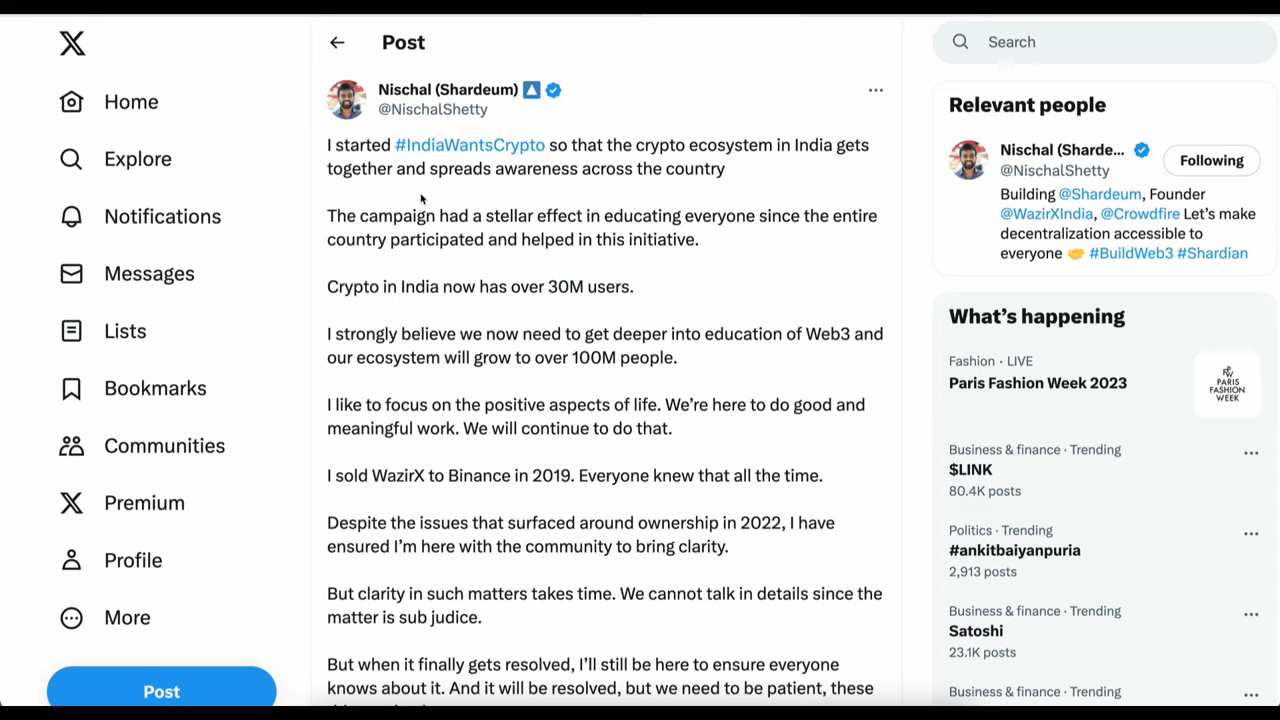 Home
Explore
Notifications
Messages
Lists
Bookmarks
Communities
Premium
Profile
More
Post
Post
Nischal (Shardeum)
@NischalShetty
I started #IndiaWantsCrypto so that the crypto ecosystem in India gets
together and spreads awareness across the country
The campaign had a stellar effect in educating everyone since the entire
country participated and helped in this initiative.
Crypto in India now has over 30M users.
I strongly believe we now need to get deeper into education of Web3 and
our ecosystem will grow to over 100M people.
I like to focus on the positive aspects of life. We’re here to do good and
meaningful work. We will continue to do that.
I sold WazirX to Binance in 2019. Everyone knew that all the time.
Despite the issues that surfaced around ownership in 2022, I have
ensured I’m here with the community to bring clarity.
But clarity in such matters takes time. We cannot talk in details since the
matter is sub judice.
But when it finally gets resolved, I’ll still be here to ensure everyone
knows about it. And it will be resolved, but we need to be patient, these
Search
Relevant people
Nischal (Sharde...
@NischalShetty
Following
Building @Shardeum, Founder
@WazirXIndia, @Crowdfire Let’s make
decentralization accessible to
everyone 🤝 #BuildWeb3 #Shardian
What’s happening
Fashion · LIVE
Paris Fashion Week 2023
PARIS
FASHION
WEEK
Business & finance · Trending
$LINK
80.4K posts
Politics · Trending
#ankitbaiyanpuria
2,913 posts
Business & finance · Trending
Satoshi
23.1K posts
Business & finance · Trending